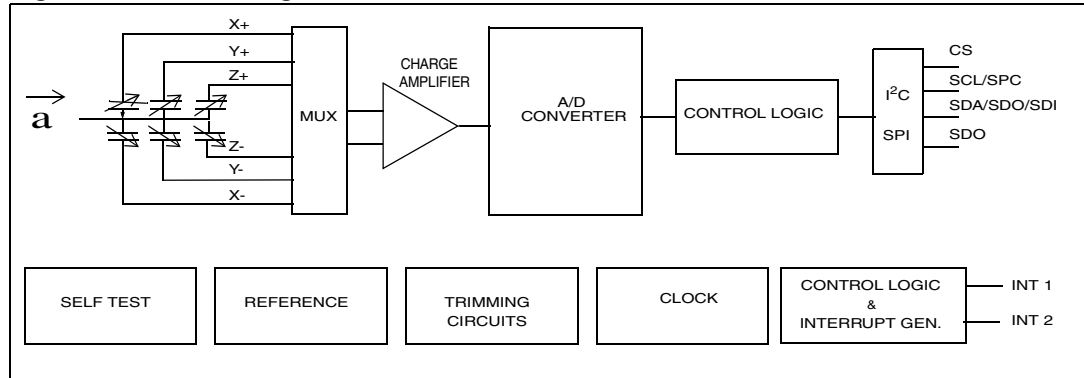 X+
Y+
Z+
a
Z-
Y-
X-
MUX
CHARGE
AMPLIFIER
A/D
CONVERTER
CONTROL LOGIC
I²C
SPI
CS
SCL/SPC
SDA/SDO/SDI
SDO
SELF TEST
REFERENCE
TRIMMING
CIRCUITS
CLOCK
CONTROL LOGIC
&
INTERRUPT GEN.
INT 1
INT 2